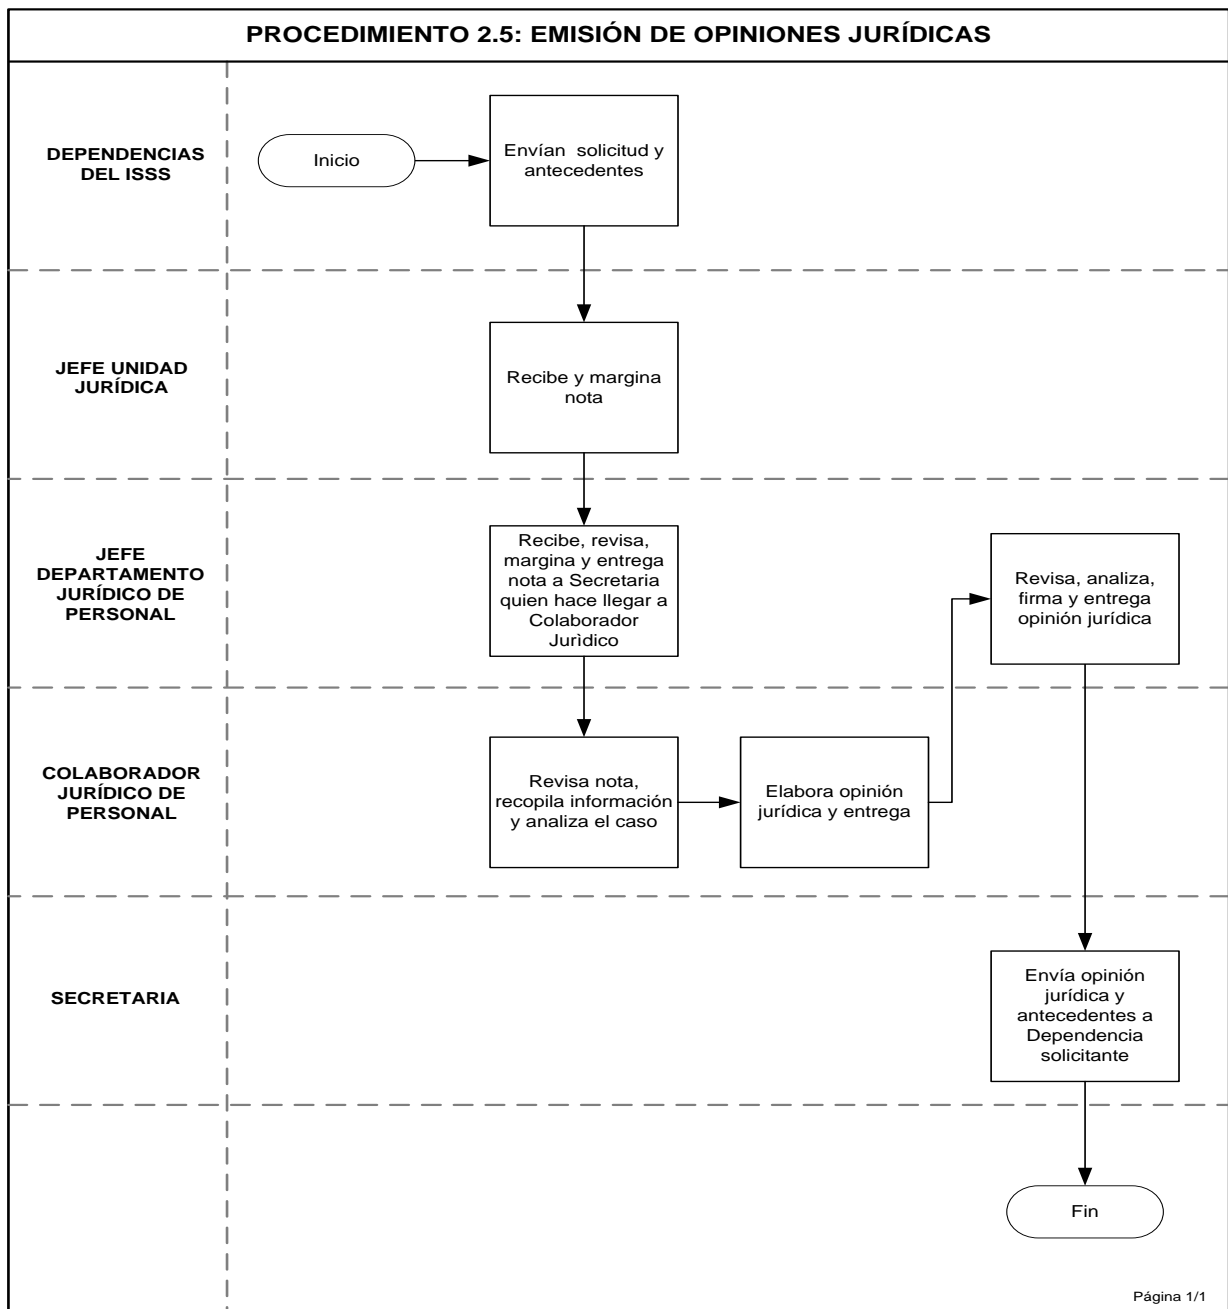 PROCEDIMIENTO 2.5: EMISIÓN DE OPINIONES JURÍDICAS
DEPENDENCIAS
DEL ISSS
Inicio
Envían  solicitud y
antecedentes
JEFE UNIDAD
JURÍDICA
Recibe y margina
nota
JEFE
DEPARTAMENTO
JURÍDICO DE
PERSONAL
Recibe, revisa,
margina y entrega
nota a Secretaria
quien hace llegar a
Colaborador
Jurìdico
Revisa, analiza,
firma y entrega
opinión jurídica
COLABORADOR
JURÍDICO DE
PERSONAL
Revisa nota,
recopila información
y analiza el caso
Elabora opinión
jurídica y entrega
SECRETARIA
Envía opinión
jurídica y
antecedentes a
Dependencia
solicitante
Fin
Página 1/1